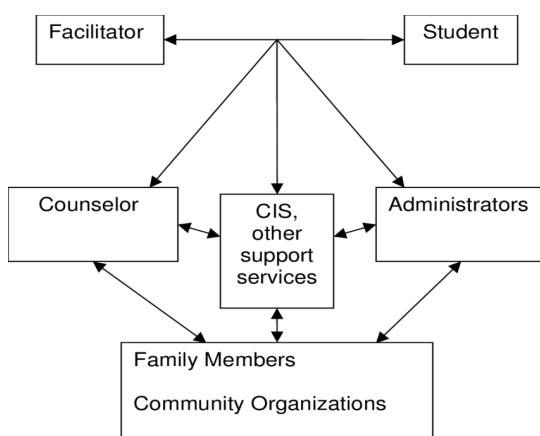 Facilitator
Student
Counselor
CIS,
other
support
services
Administrators
Family Members
Community Organizations